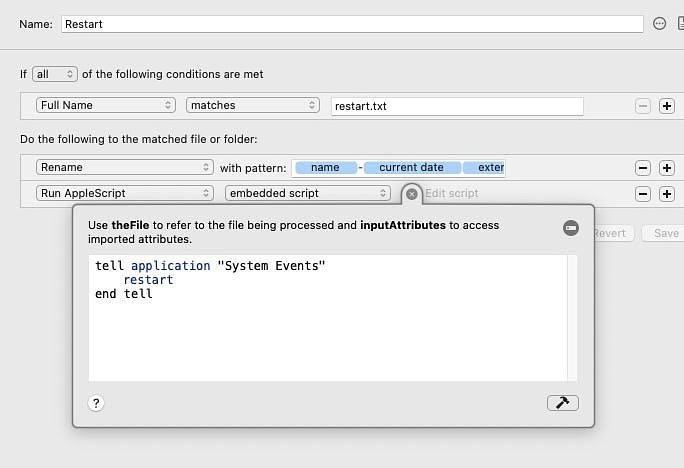 Name: Restart
If all of the following conditions are met
Full Name matches restart.txt
Do the following to the matched file or folder:
Rename with pattern: name - current date exter
Run AppleScript embedded script Edit script
Use theFile to refer to the file being processed and inputAttributes to access
imported attributes.
Revert Save
tell application "System Events"
restart
end tell
?